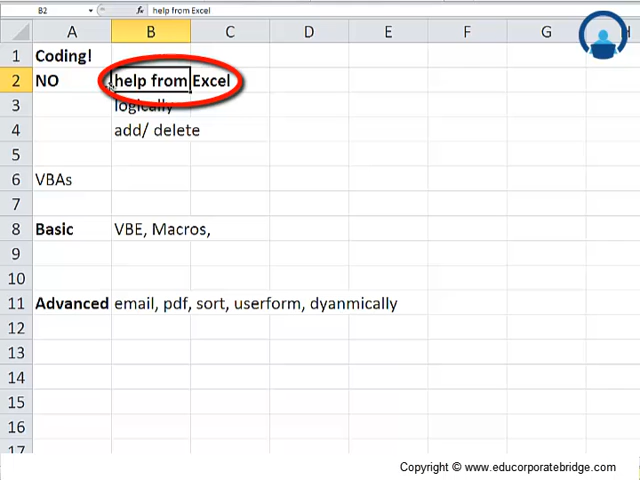 B2 fx help from Excel
A B C D E F G H
1 Coding!
2 NO help from Excel
3 logically
4 add/ delete
5
6 VBAs
7
8 Basic VBE, Macros,
9
10
11 Advanced email, pdf, sort, userform, dyanmically
12
13
14
15
16
17
Copyright © www.educorporatebridge.com